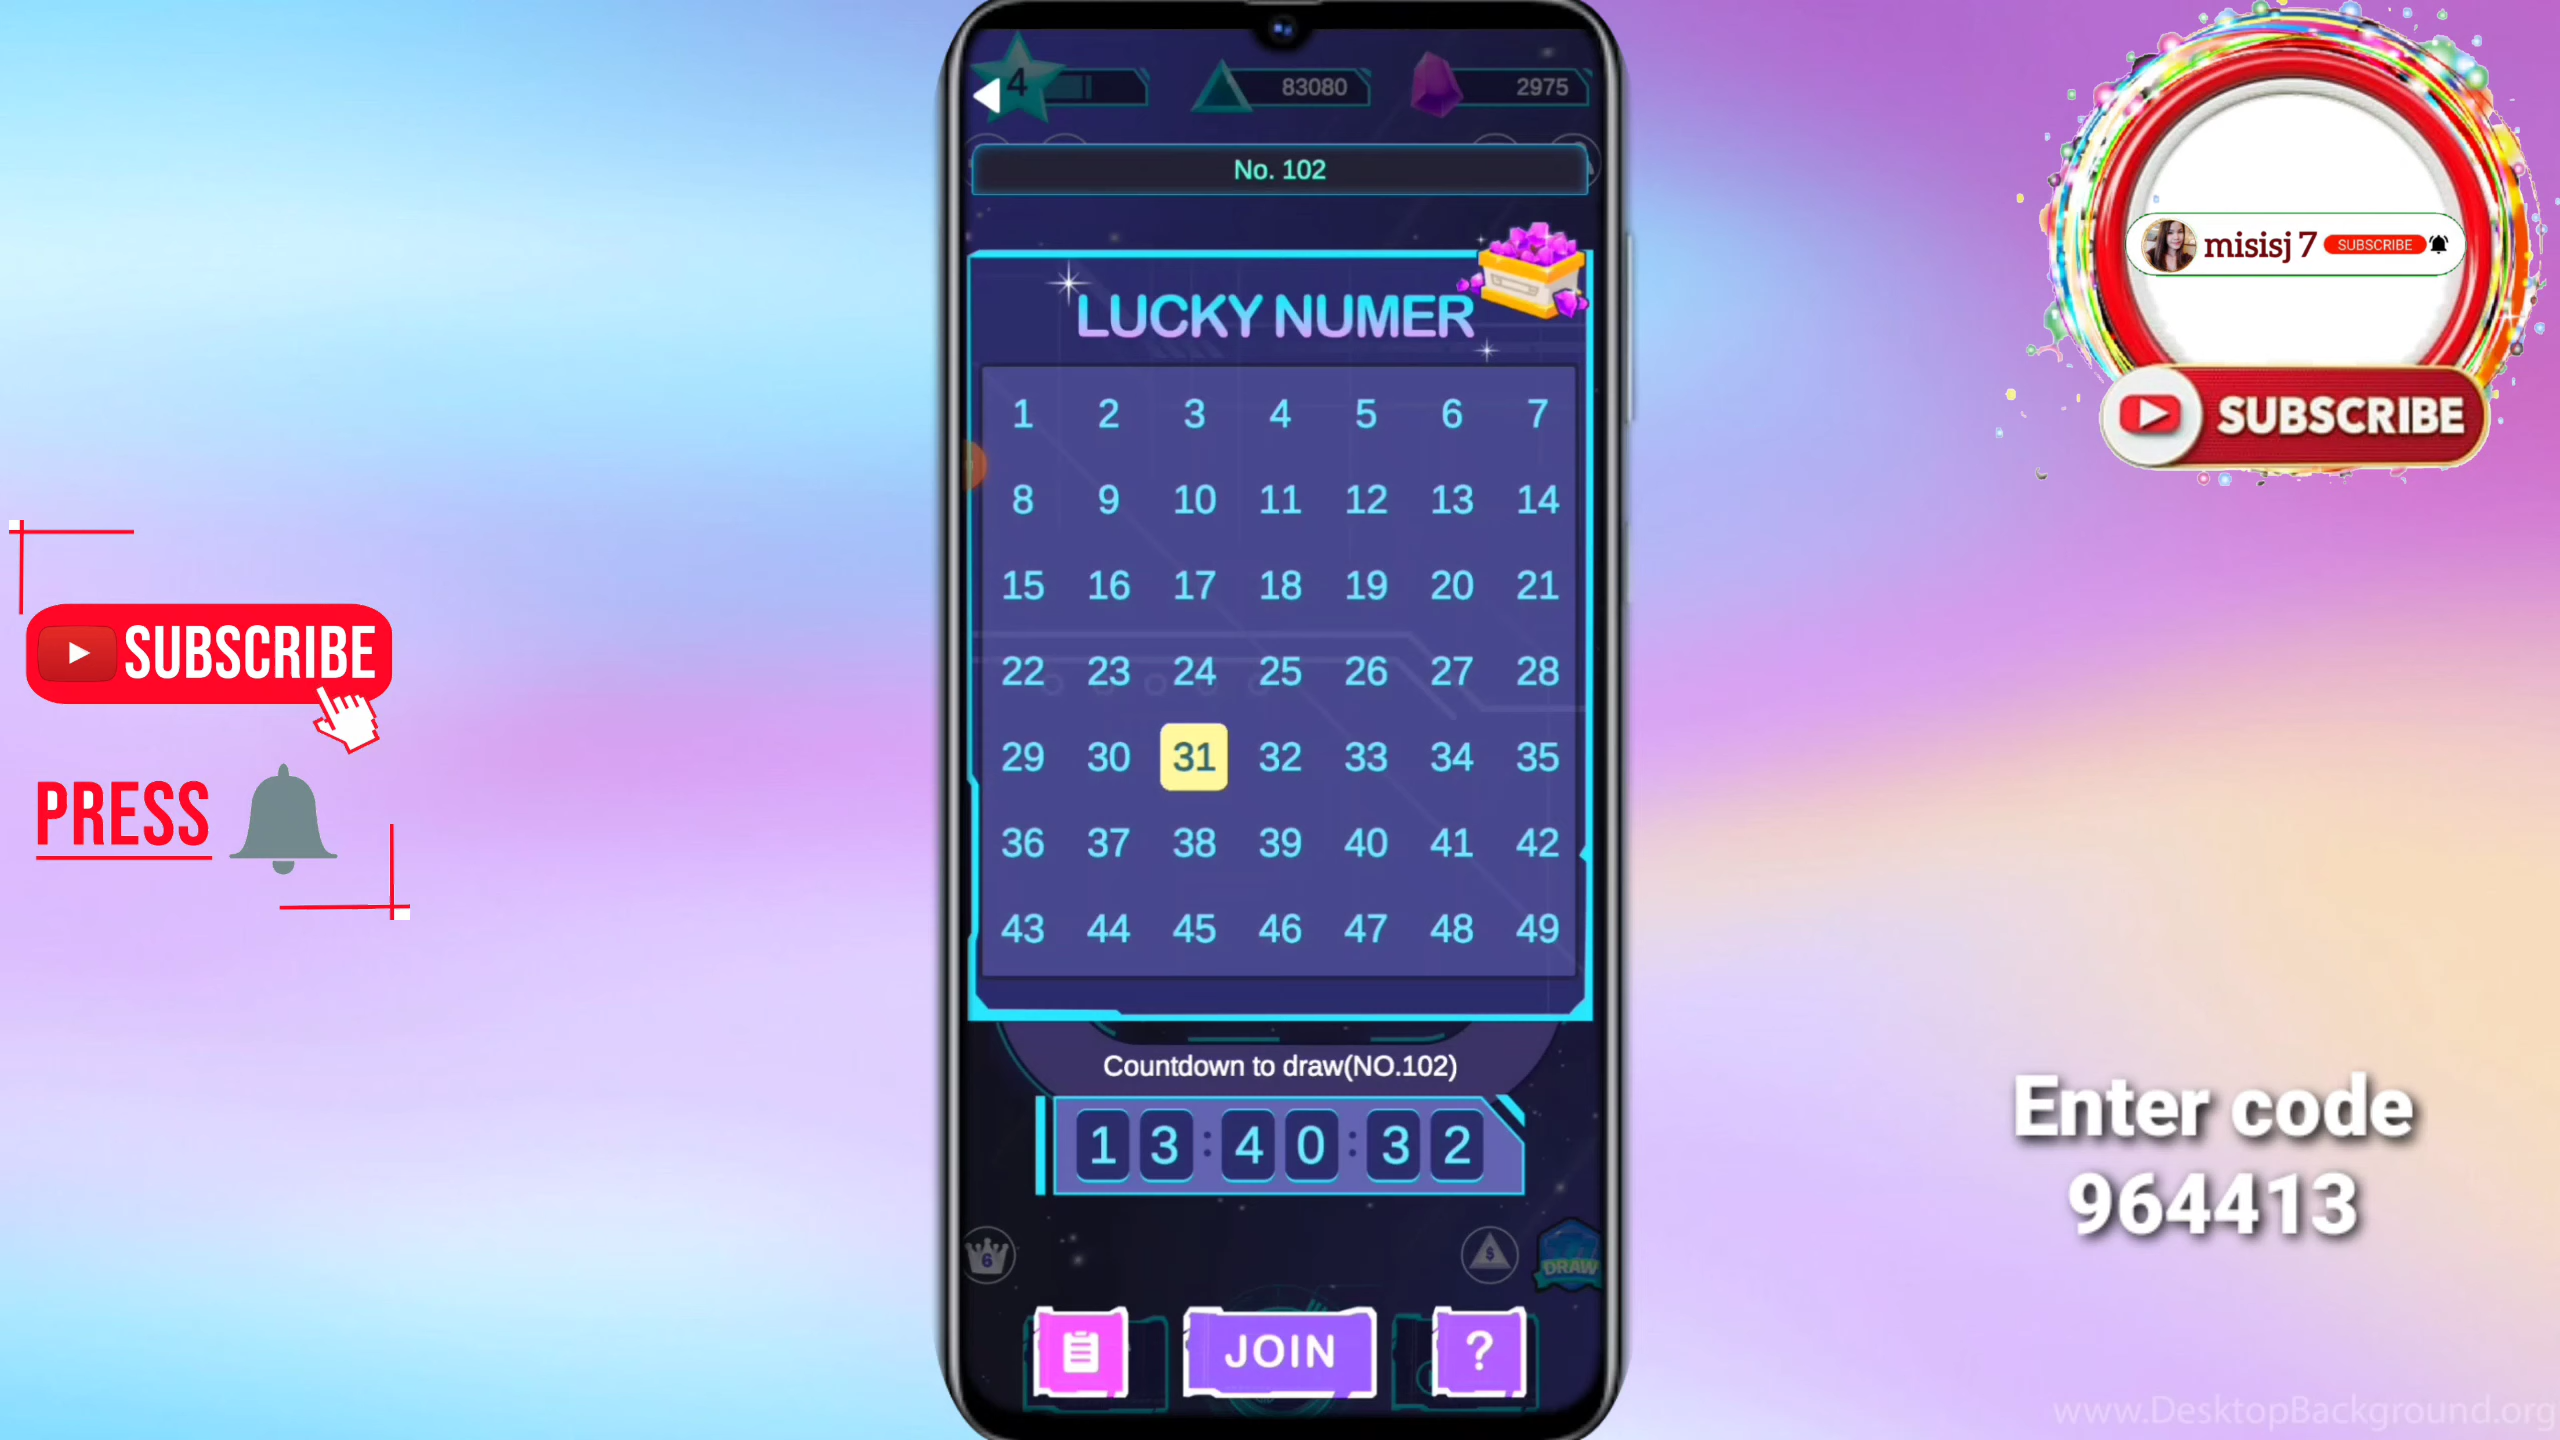 4
83080
2975
No. 102
LUCKY NUMER
1 2 3 4 5 6 7
8 9 10 11 12 13 14
15 16 17 18 19 20 21
22 23 24 25 26 27 28
29 30 31 32 33 34 35
36 37 38 39 40 41 42
43 44 45 46 47 48 49
Countdown to draw(NO.102)
13:40:32
6
$
DRAW
JOIN
?
SUBSCRIBE
PRESS
misisj 7 SUBSCRIBE
SUBSCRIBE
Enter code
964413
www.DesktopBackground.org